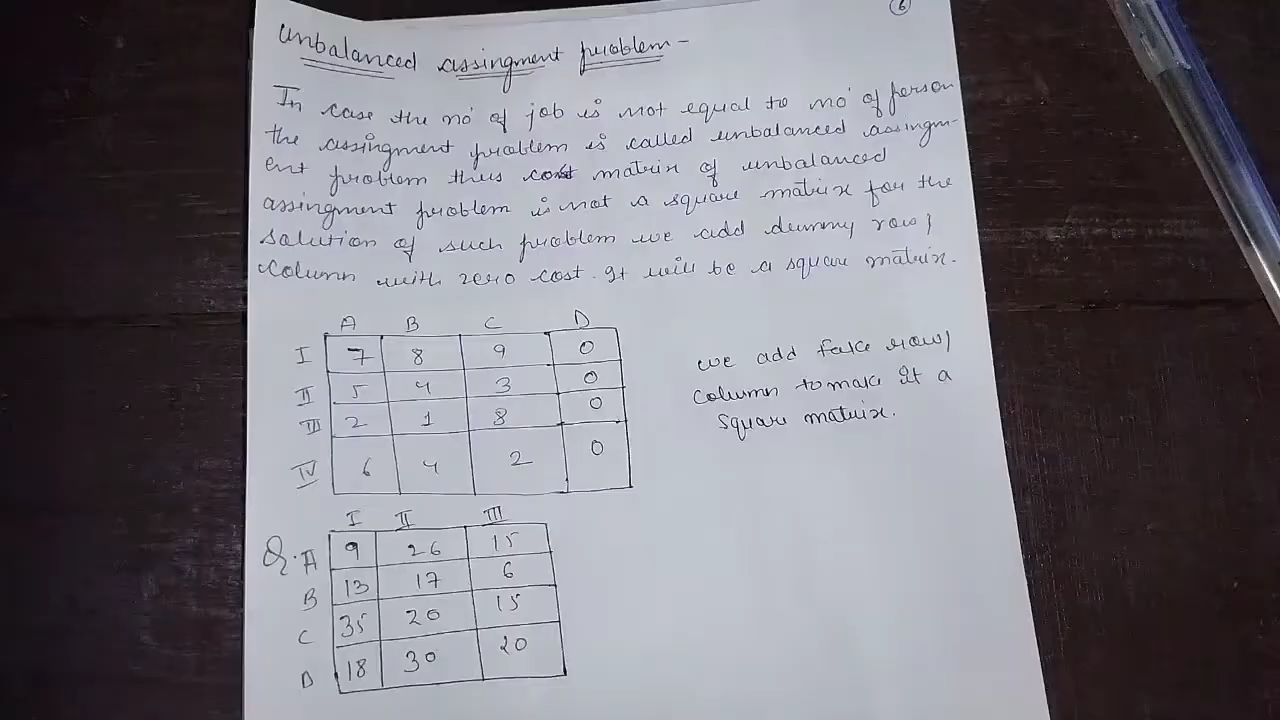 6
Unbalanced assingment problem -
In case the no of job is not equal to no of person
the assingment problem is called unbalanced assingm-
ent problem thus cost matrix of unbalanced
assingment problem is not a square matrix for the
solution of such problem we add dummy row/
column with zero cost. It will be a square matrix.
A B C D
I 7 8 9 0
II 5 4 3 0
III 2 1 8 0
IV 6 4 2 0
we add fake row/
column to make it a
square matrix.
I II III
Q. A 9 26 15
B 13 17 6
C 35 20 15
D 18 30 20